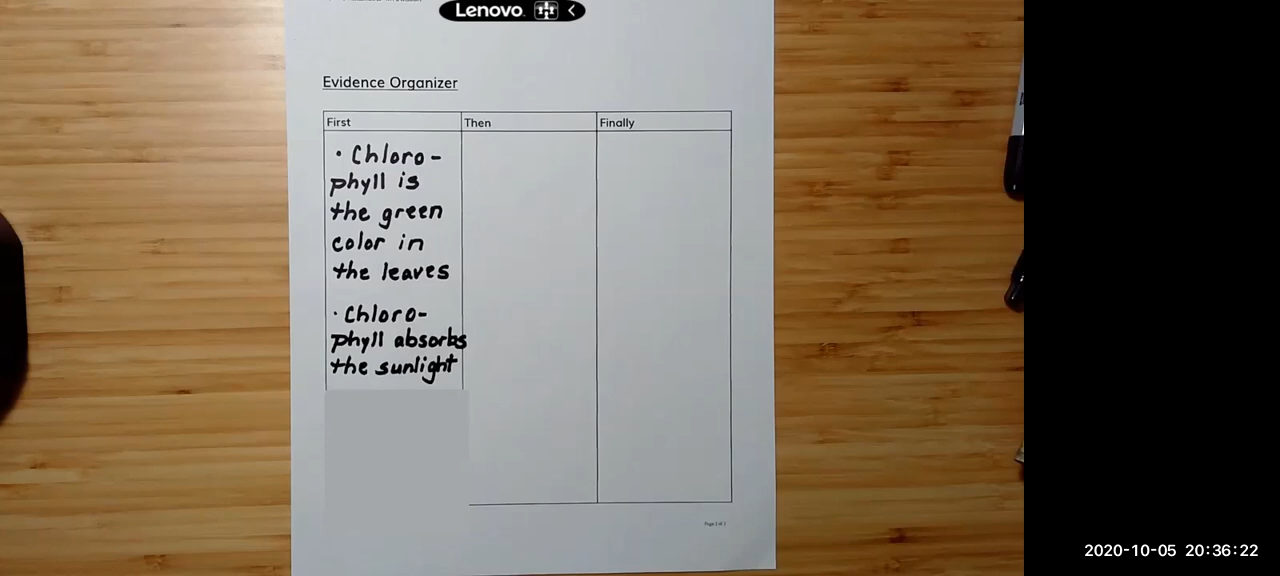 Lenovo
Evidence Organizer
First
Then
Finally
• Chloro-
phyll is
the green
color in
the leaves
• Chloro-
phyll absorbs
the sunlight
2020-10-05 20:36:22